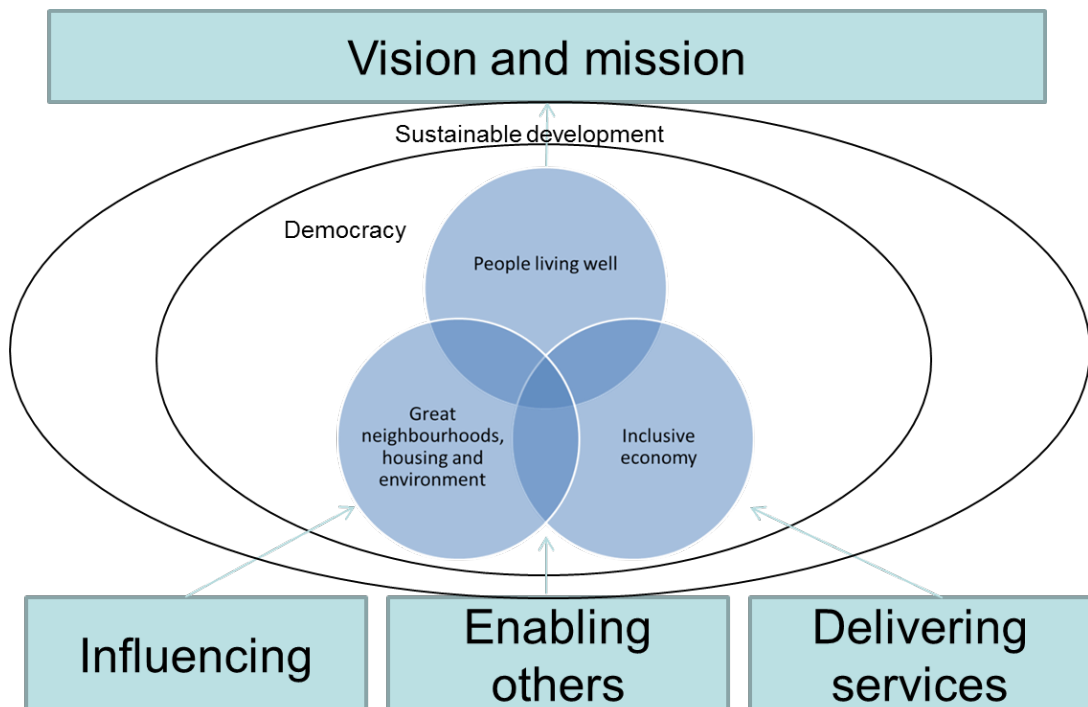 Vision and mission
Sustainable development
Democracy
People living well
Great
neighbourhoods,
housing and
environment
Inclusive
economy
Influencing
Enabling
others
Delivering
services